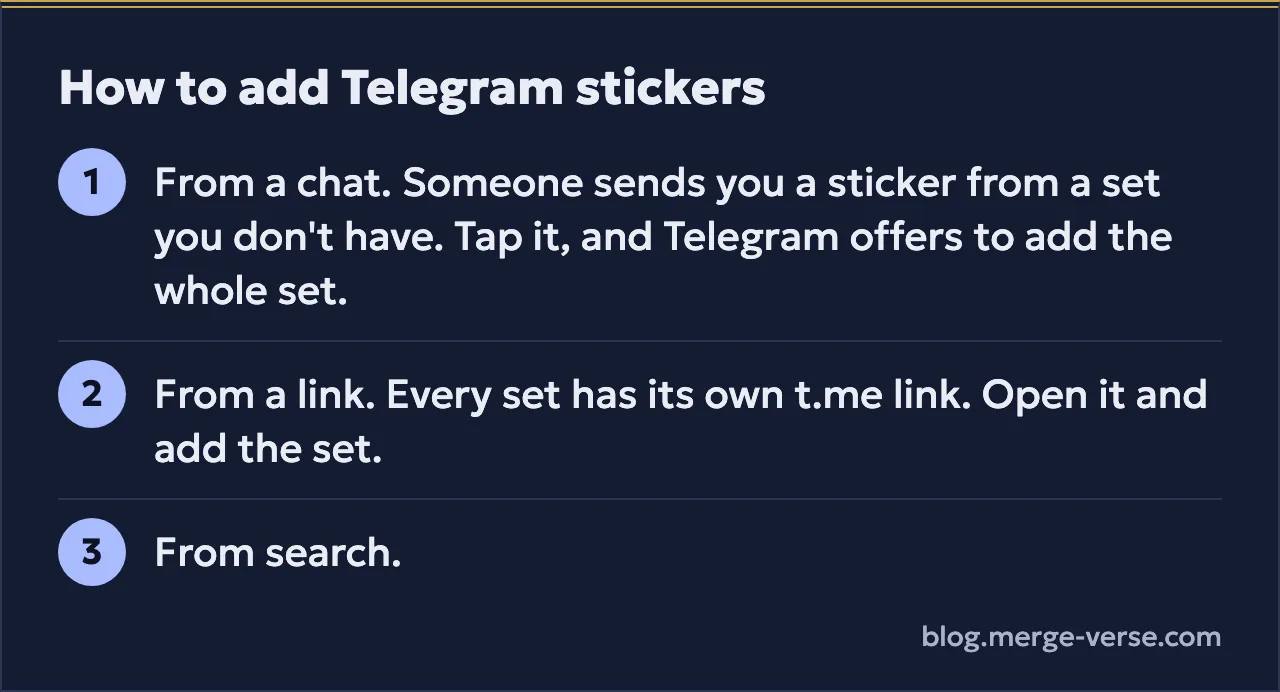 How to add Telegram stickers
1
From a chat. Someone sends you a sticker from a set
you don't have. Tap it, and Telegram offers to add the
whole set.
2
From a link. Every set has its own t.me link. Open it and
add the set.
3
From search.
blog.merge-verse.com